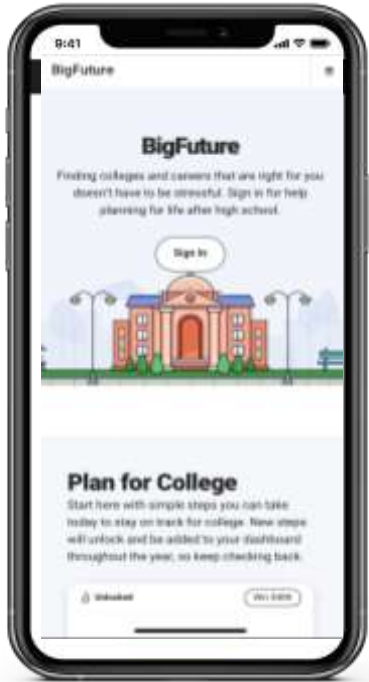 9:41
BigFuture
BigFuture
Finding colleges and careers that are right for you
doesn't have to be stressful. Sign in for help
planning for life after high school.
Sign In
Plan for College
Start here with simple steps you can take
today to stay on track for college. New steps
will unlock and be added to your dashboard
throughout the year, so keep checking back.
Unlocked